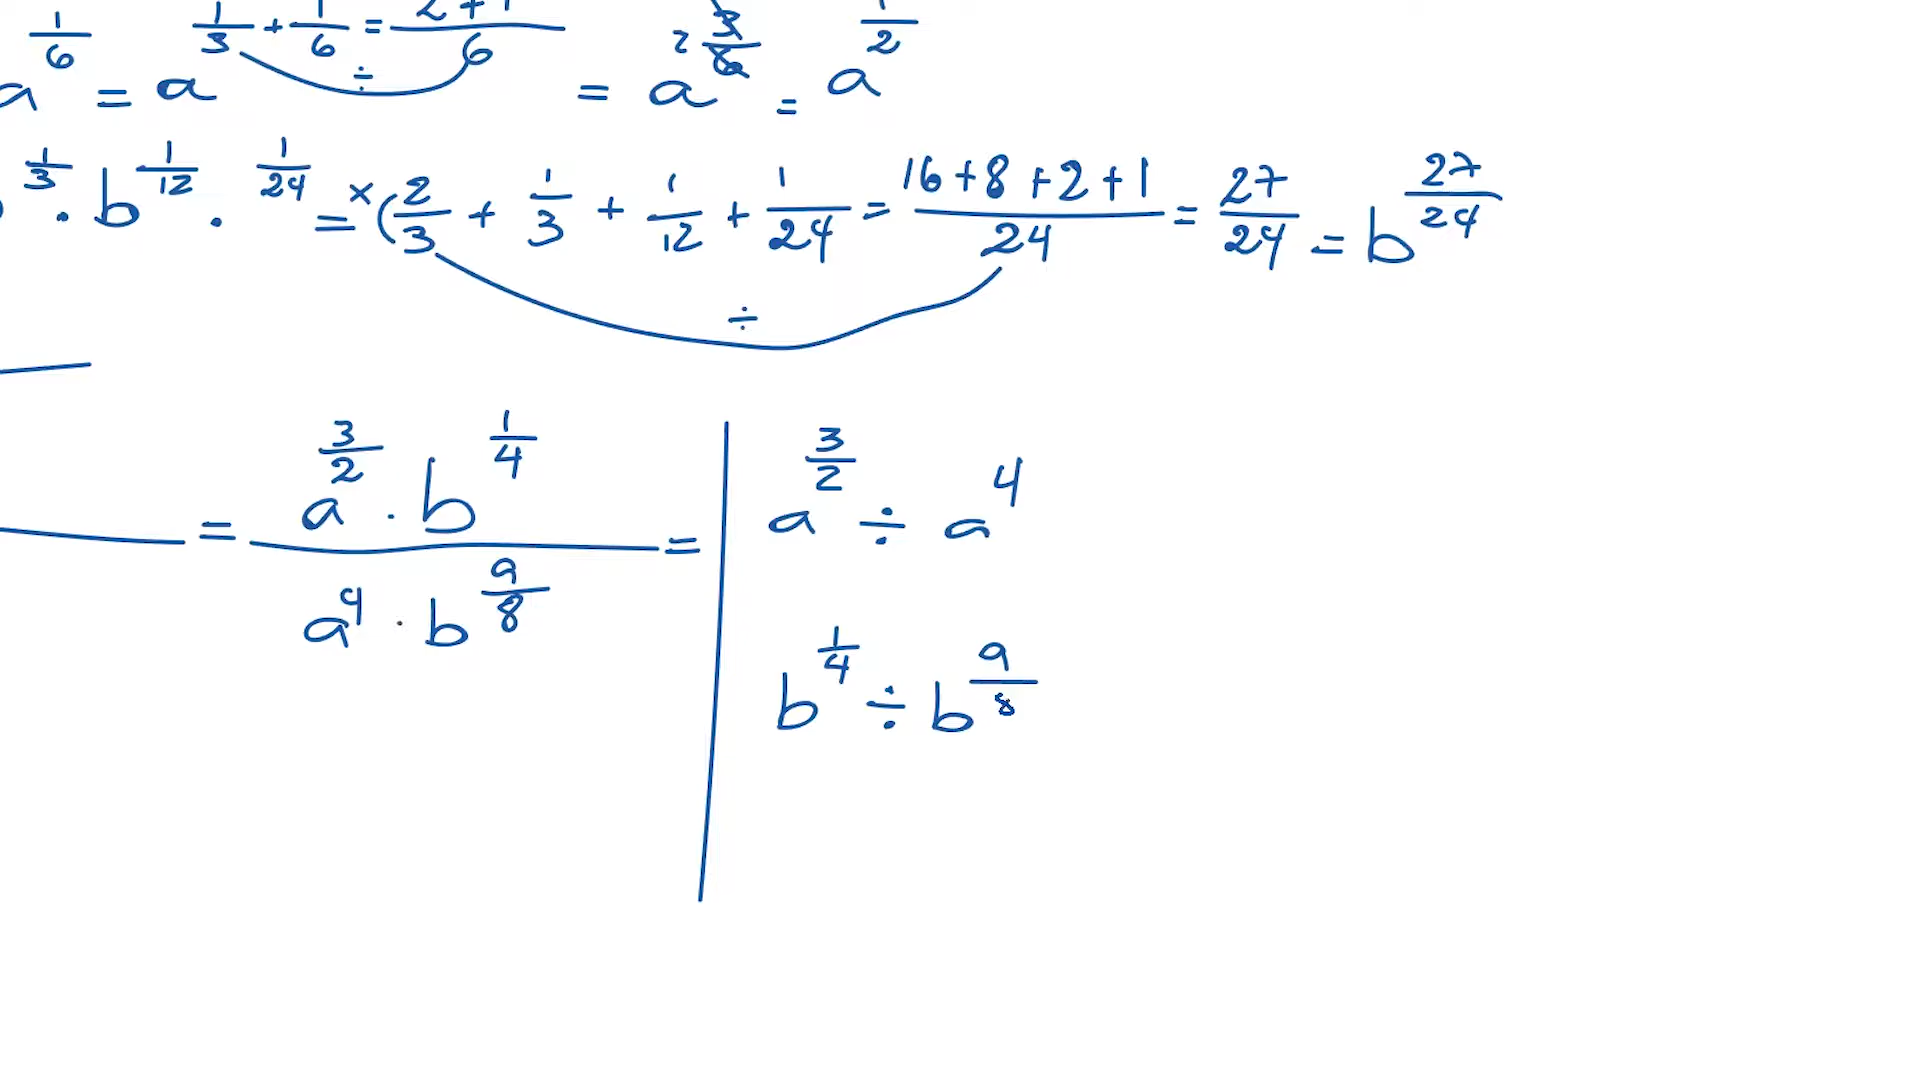 a^(1/6) = a^(1/3 + 1/6 = (2+1)/6) = a^(3/6) = a^(1/2)
÷
^(1/3) · b^(1/12) · ^(1/24) = ×(2/3 + 1/3 + 1/12 + 1/24 = (16+8+2+1)/24 = 27/24 = b^(27/24)
÷
= (a^(3/2) · b^(1/4)) / (a^4 · b^(9/8)) =
a^(3/2) ÷ a^4
b^(1/4) ÷ b^(9/8)